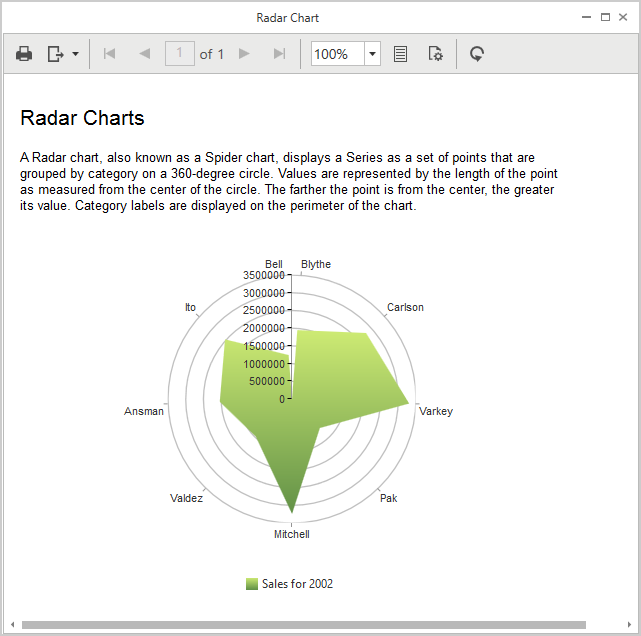 Radar Chart
1 of 1
100%
Radar Charts
A Radar chart, also known as a Spider chart, displays a Series as a set of points that are
grouped by category on a 360-degree circle. Values are represented by the length of the point
as measured from the center of the circle. The farther the point is from the center, the greater
its value. Category labels are displayed on the perimeter of the chart.
Bell Blythe
3500000
3000000
Ito Carlson
2500000
2000000
1500000
1000000
500000
0
Ansman Varkey
Valdez Pak
Mitchell
Sales for 2002